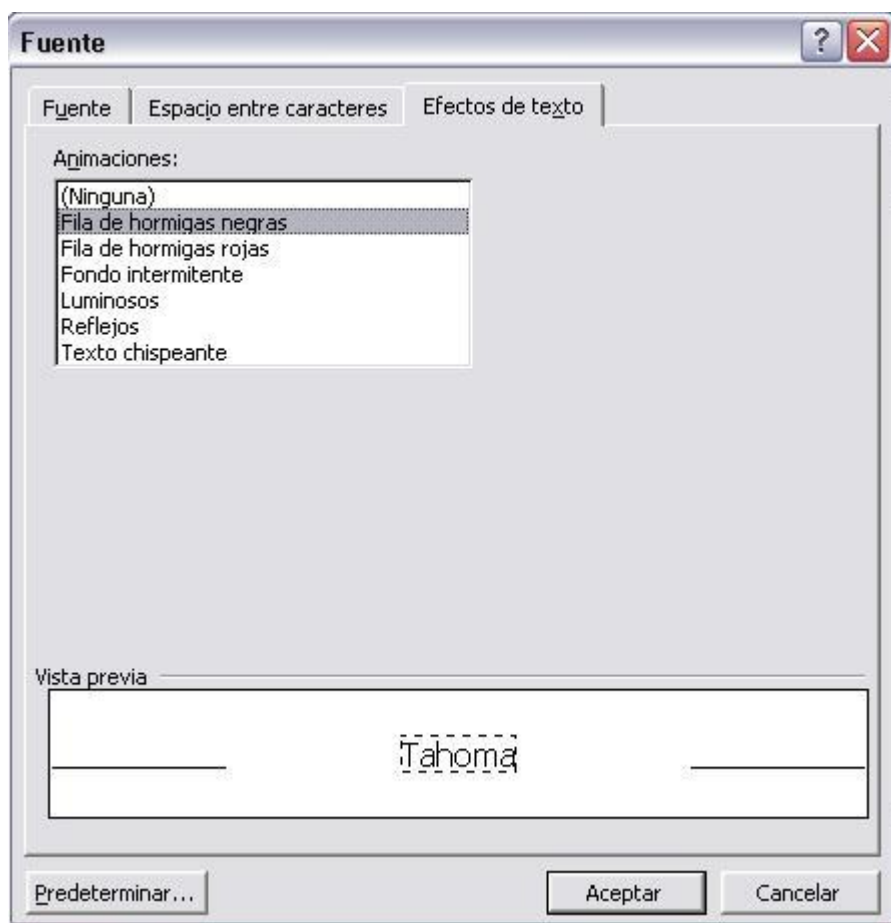 Fuente
Fuente Espacio entre caracteres Efectos de texto
Animaciones:
(Ninguna)
Fila de hormigas negras
Fila de hormigas rojas
Fondo intermitente
Luminosos
Reflejos
Texto chispeante
Vista previa
Tahoma
Predeterminar... Aceptar Cancelar